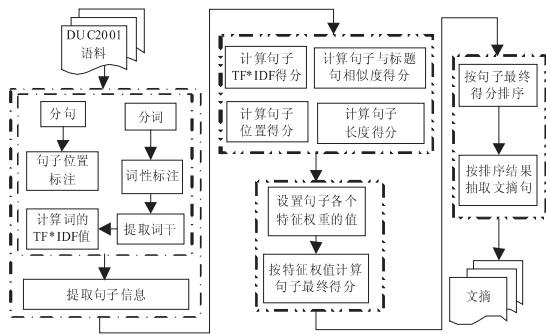 DUC2001
语料
分句
分词
句子位置
标注
词性标注
计算词的
TF*IDF值
提取词干
提取句子信息
计算句子
TF*IDF得分
计算句子与标题
句相似度得分
计算句子
位置得分
计算句子
长度得分
设置句子各个
特征权重的值
按特征权值计算
句子最终得分
按句子最终
得分排序
按排序结果
抽取文摘句
文摘